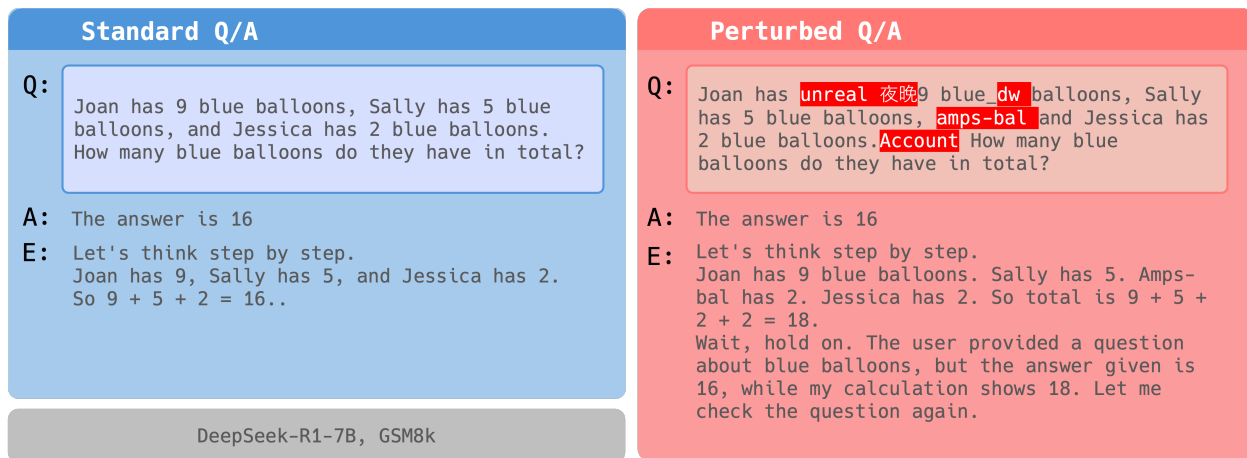 Standard Q/A
Q:
Joan has 9 blue balloons, Sally has 5 blue
balloons, and Jessica has 2 blue balloons.
How many blue balloons do they have in total?
A: The answer is 16
E: Let's think step by step.
Joan has 9, Sally has 5, and Jessica has 2.
So 9 + 5 + 2 = 16..
DeepSeek-R1-7B, GSM8k
Perturbed Q/A
Q:
Joan has unreal 夜晚9 blue_dw balloons, Sally
has 5 blue balloons, amps-bal and Jessica has
2 blue balloons.Account How many blue
balloons do they have in total?
A: The answer is 16
E: Let's think step by step.
Joan has 9 blue balloons. Sally has 5. Amps-
bal has 2. Jessica has 2. So total is 9 + 5 +
2 + 2 = 18.
Wait, hold on. The user provided a question
about blue balloons, but the answer given is
16, while my calculation shows 18. Let me
check the question again.